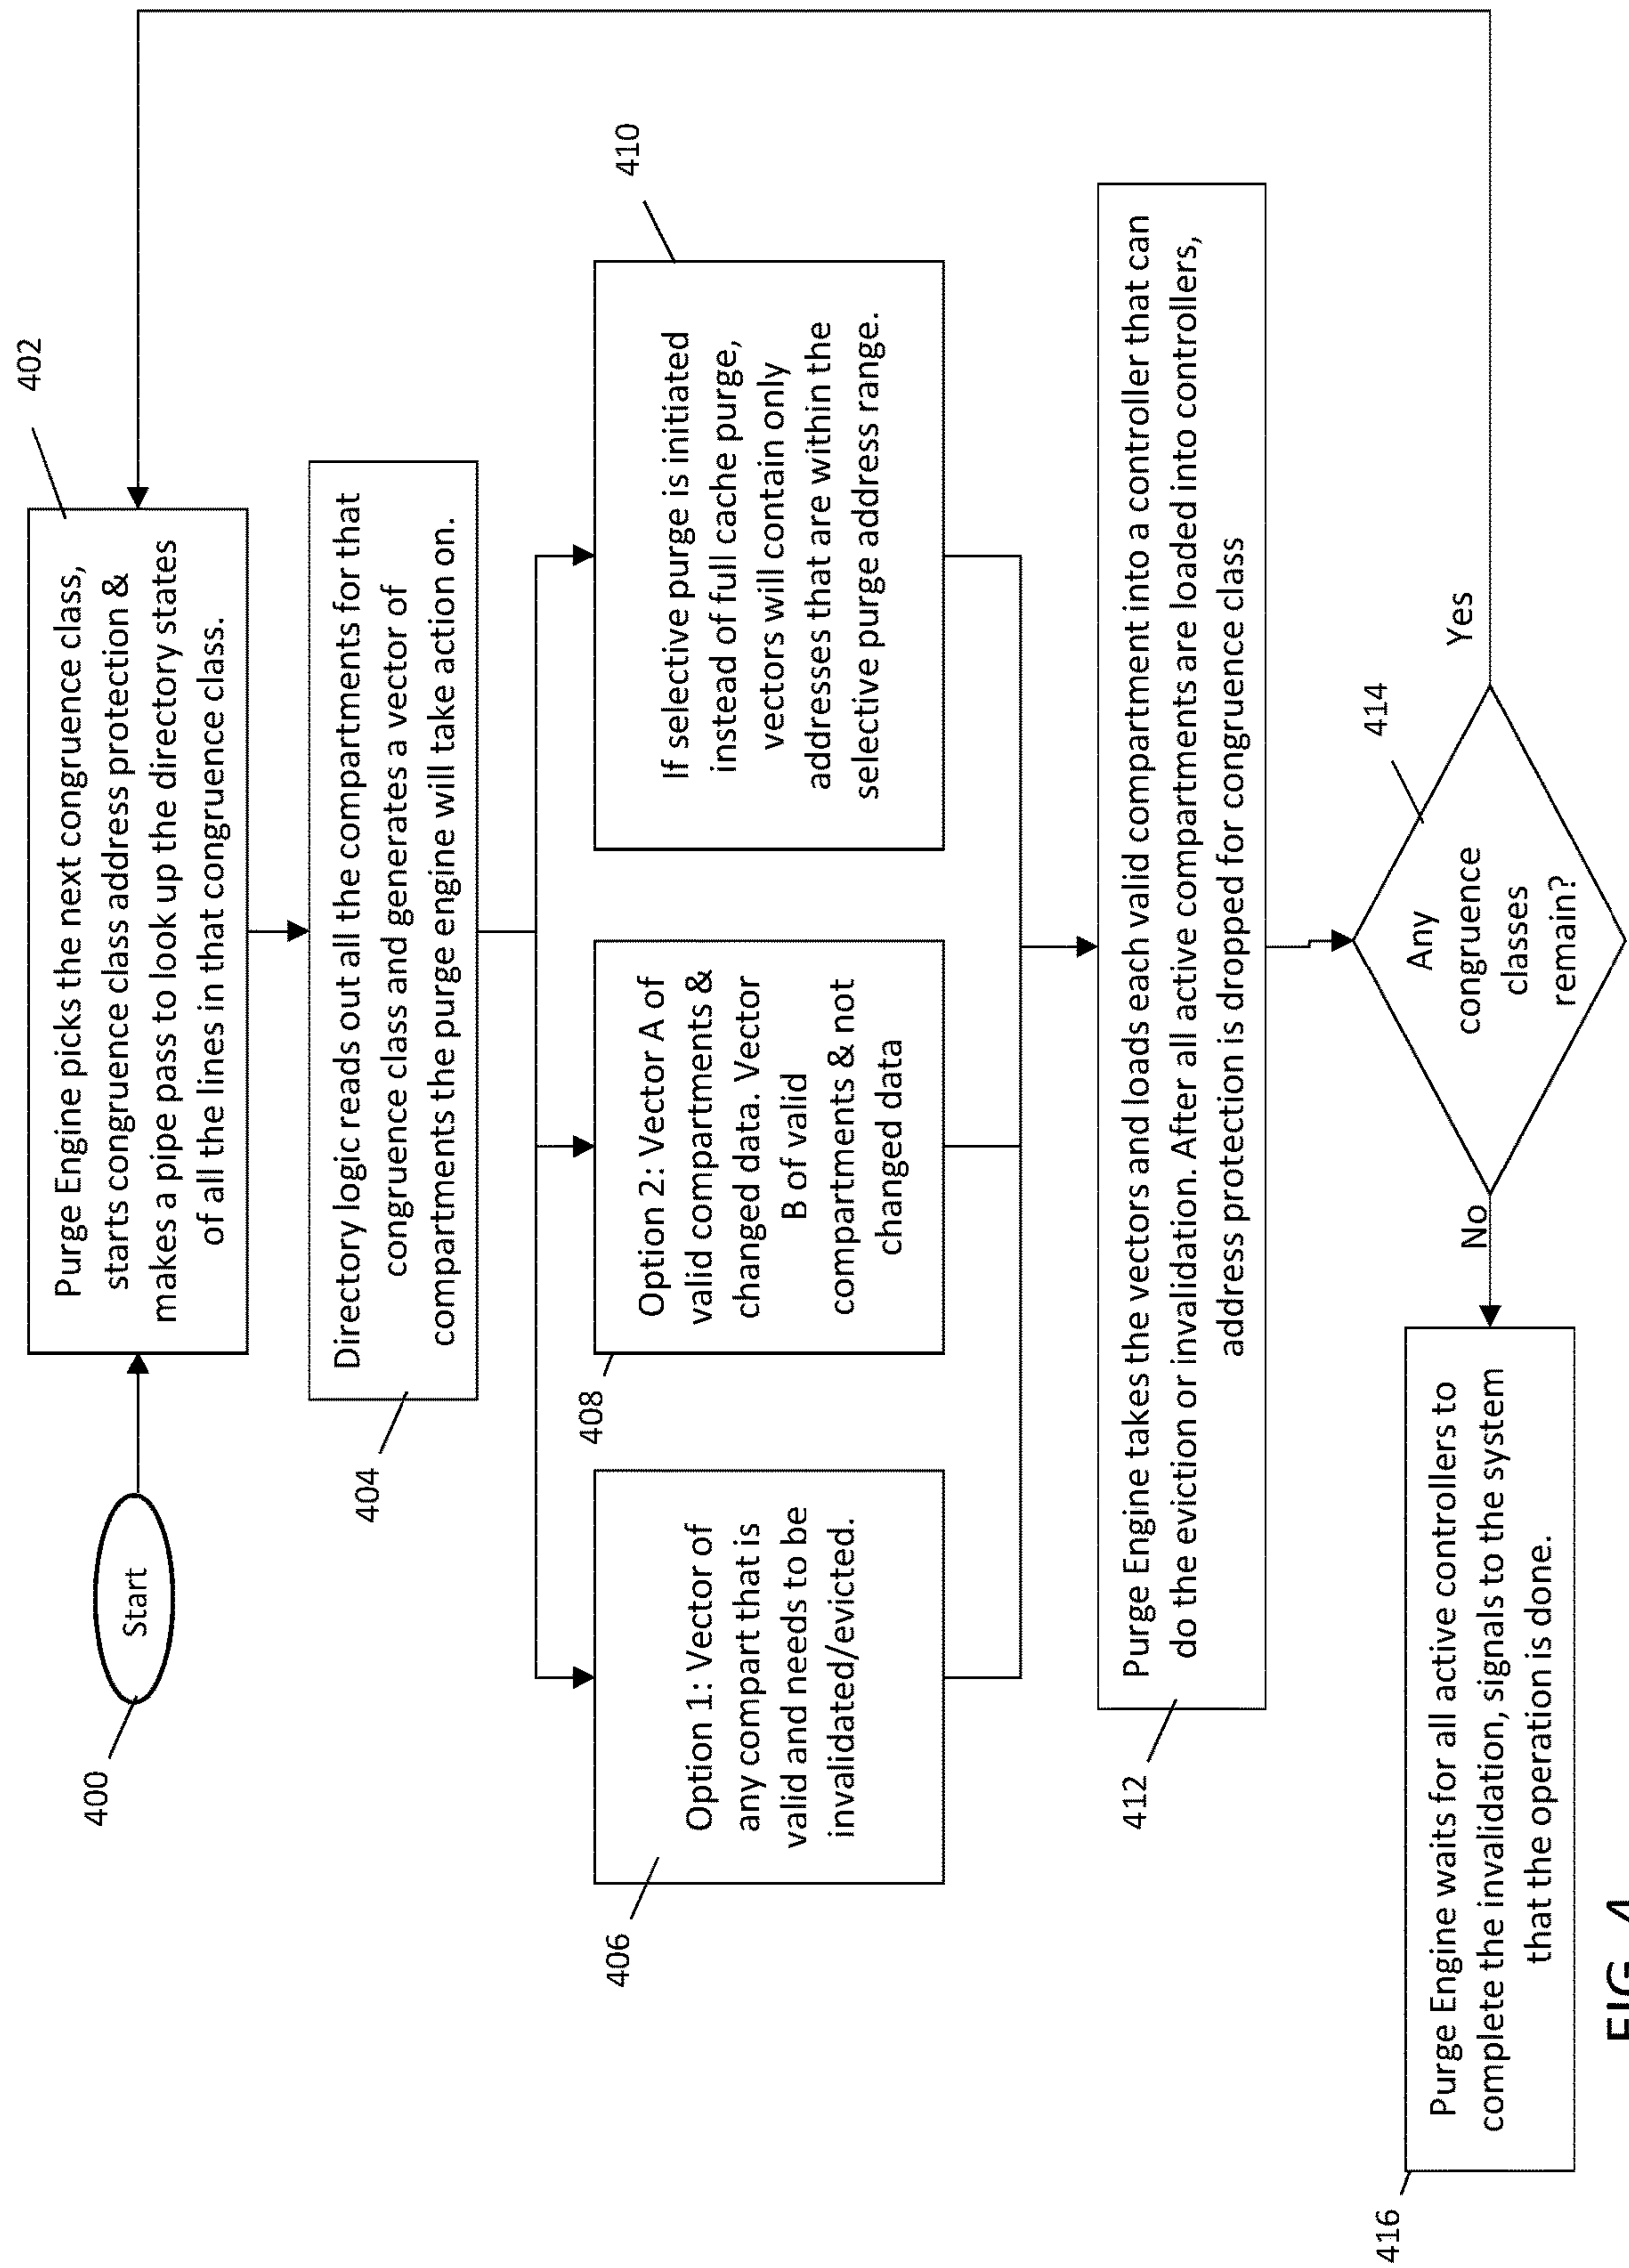 400
Start
402
Purge Engine picks the next congruence class,
starts congruence class address protection &
makes a pipe pass to look up the directory states
of all the lines in that congruence class.
404
Directory logic reads out all the compartments for that
congruence class and generates a vector of
compartments the purge engine will take action on.
406
Option 1: Vector of
any compart that is
valid and needs to be
invalidated/evicted.
408
Option 2: Vector A of
valid compartments &
changed data. Vector
B of valid
compartments & not
changed data
410
If selective purge is initiated
instead of full cache purge,
vectors will contain only
addresses that are within the
selective purge address range.
412
Purge Engine takes the vectors and loads each valid compartment into a controller that can
do the eviction or invalidation. After all active compartments are loaded into controllers,
address protection is dropped for congruence class
414
Any
congruence
classes
remain?
Yes
No
416
Purge Engine waits for all active controllers to
complete the invalidation, signals to the system
that the operation is done.
FIG. 4